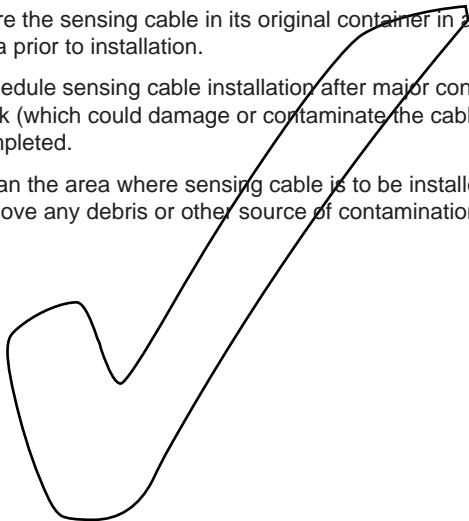 re the sensing cable in its original container in a
a prior to installation.
edule sensing cable installation after major con
k (which could damage or contaminate the cabl
mpleted.
an the area where sensing cable is to be installe
ove any debris or other source of contamination